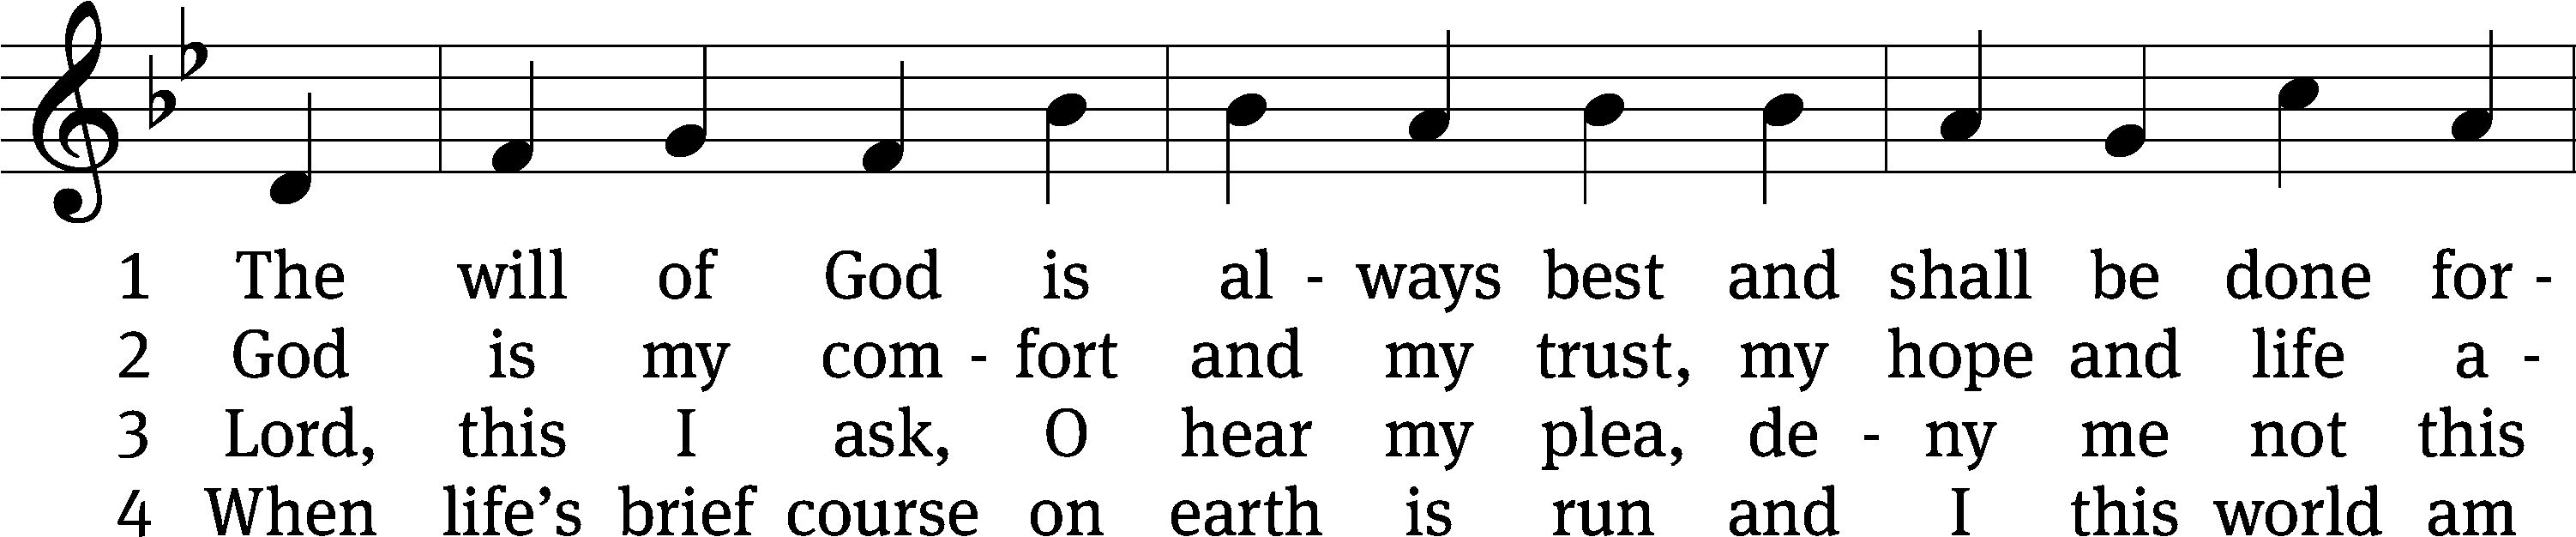 1 The will of God is al - ways best and shall be done for -
2 God is my com - fort and my trust, my hope and life a -
3 Lord, this I ask, O hear my plea, de - ny me not this
4 When life’s brief course on earth is run and I this world am